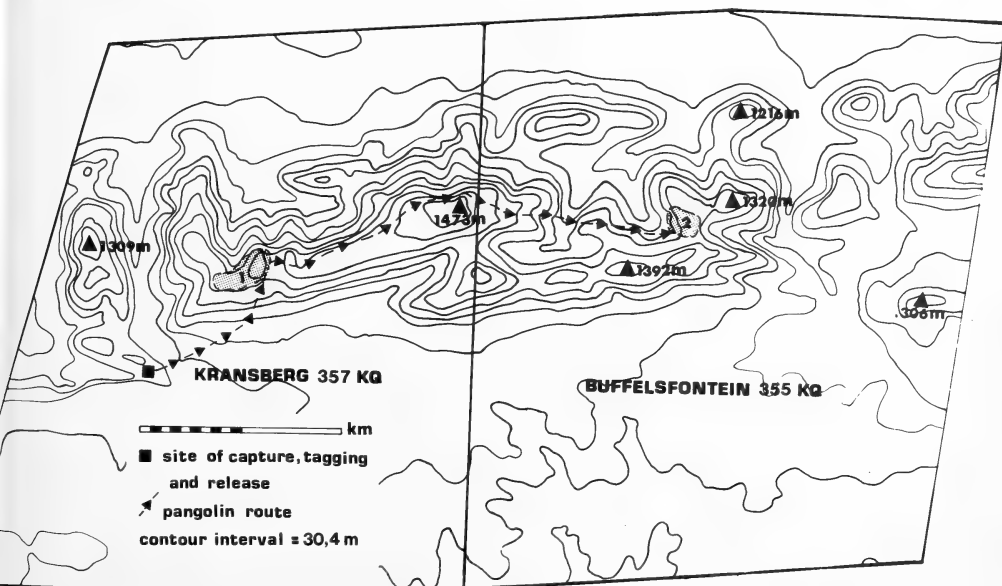 1216m
1320m
1473m
1309m
1
2
1392m
.306m
KRANSBERG 357 KQ
BUFFELSFONTEIN 355 KQ
km
site of capture, tagging
and release
pangolin route
contour interval = 30,4 m